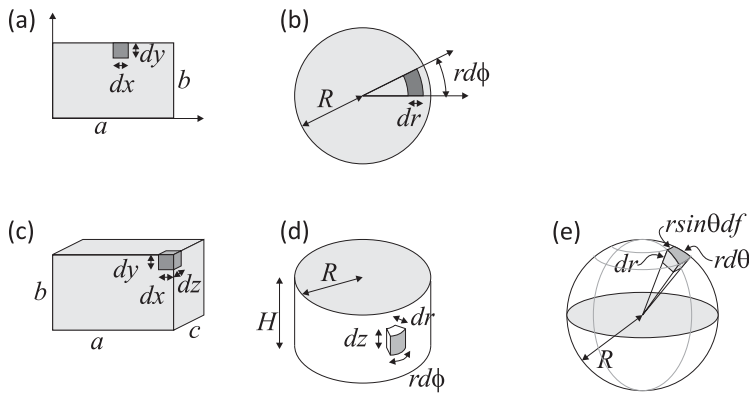 (a)
dy
dx
b
a
(b)
rdϕ
R
dr
(c)
dy
dx
dz
b
a
c
(d)
R
H
dr
dz
rdϕ
(e)
rsinθdf
dr
rdθ
R